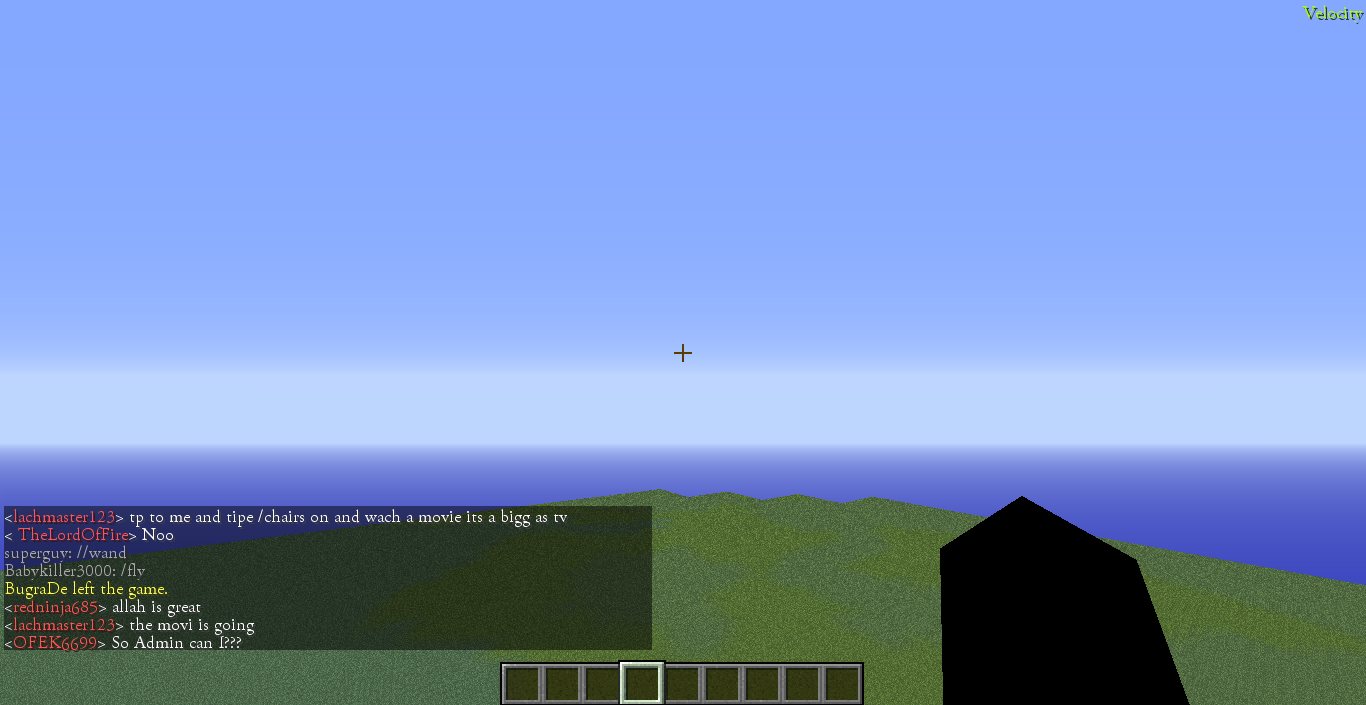 Velocity
<lachmaster123> tp to me and tipe /chairs on and wach a movie its a bigg as tv
< TheLordOfFire> Noo
superguy: //wand
Babykiller3000: /fly
BugraDe left the game.
<redninja685> allah is great
<lachmaster123> the movi is going
<OFEK6699> So Admin can I???